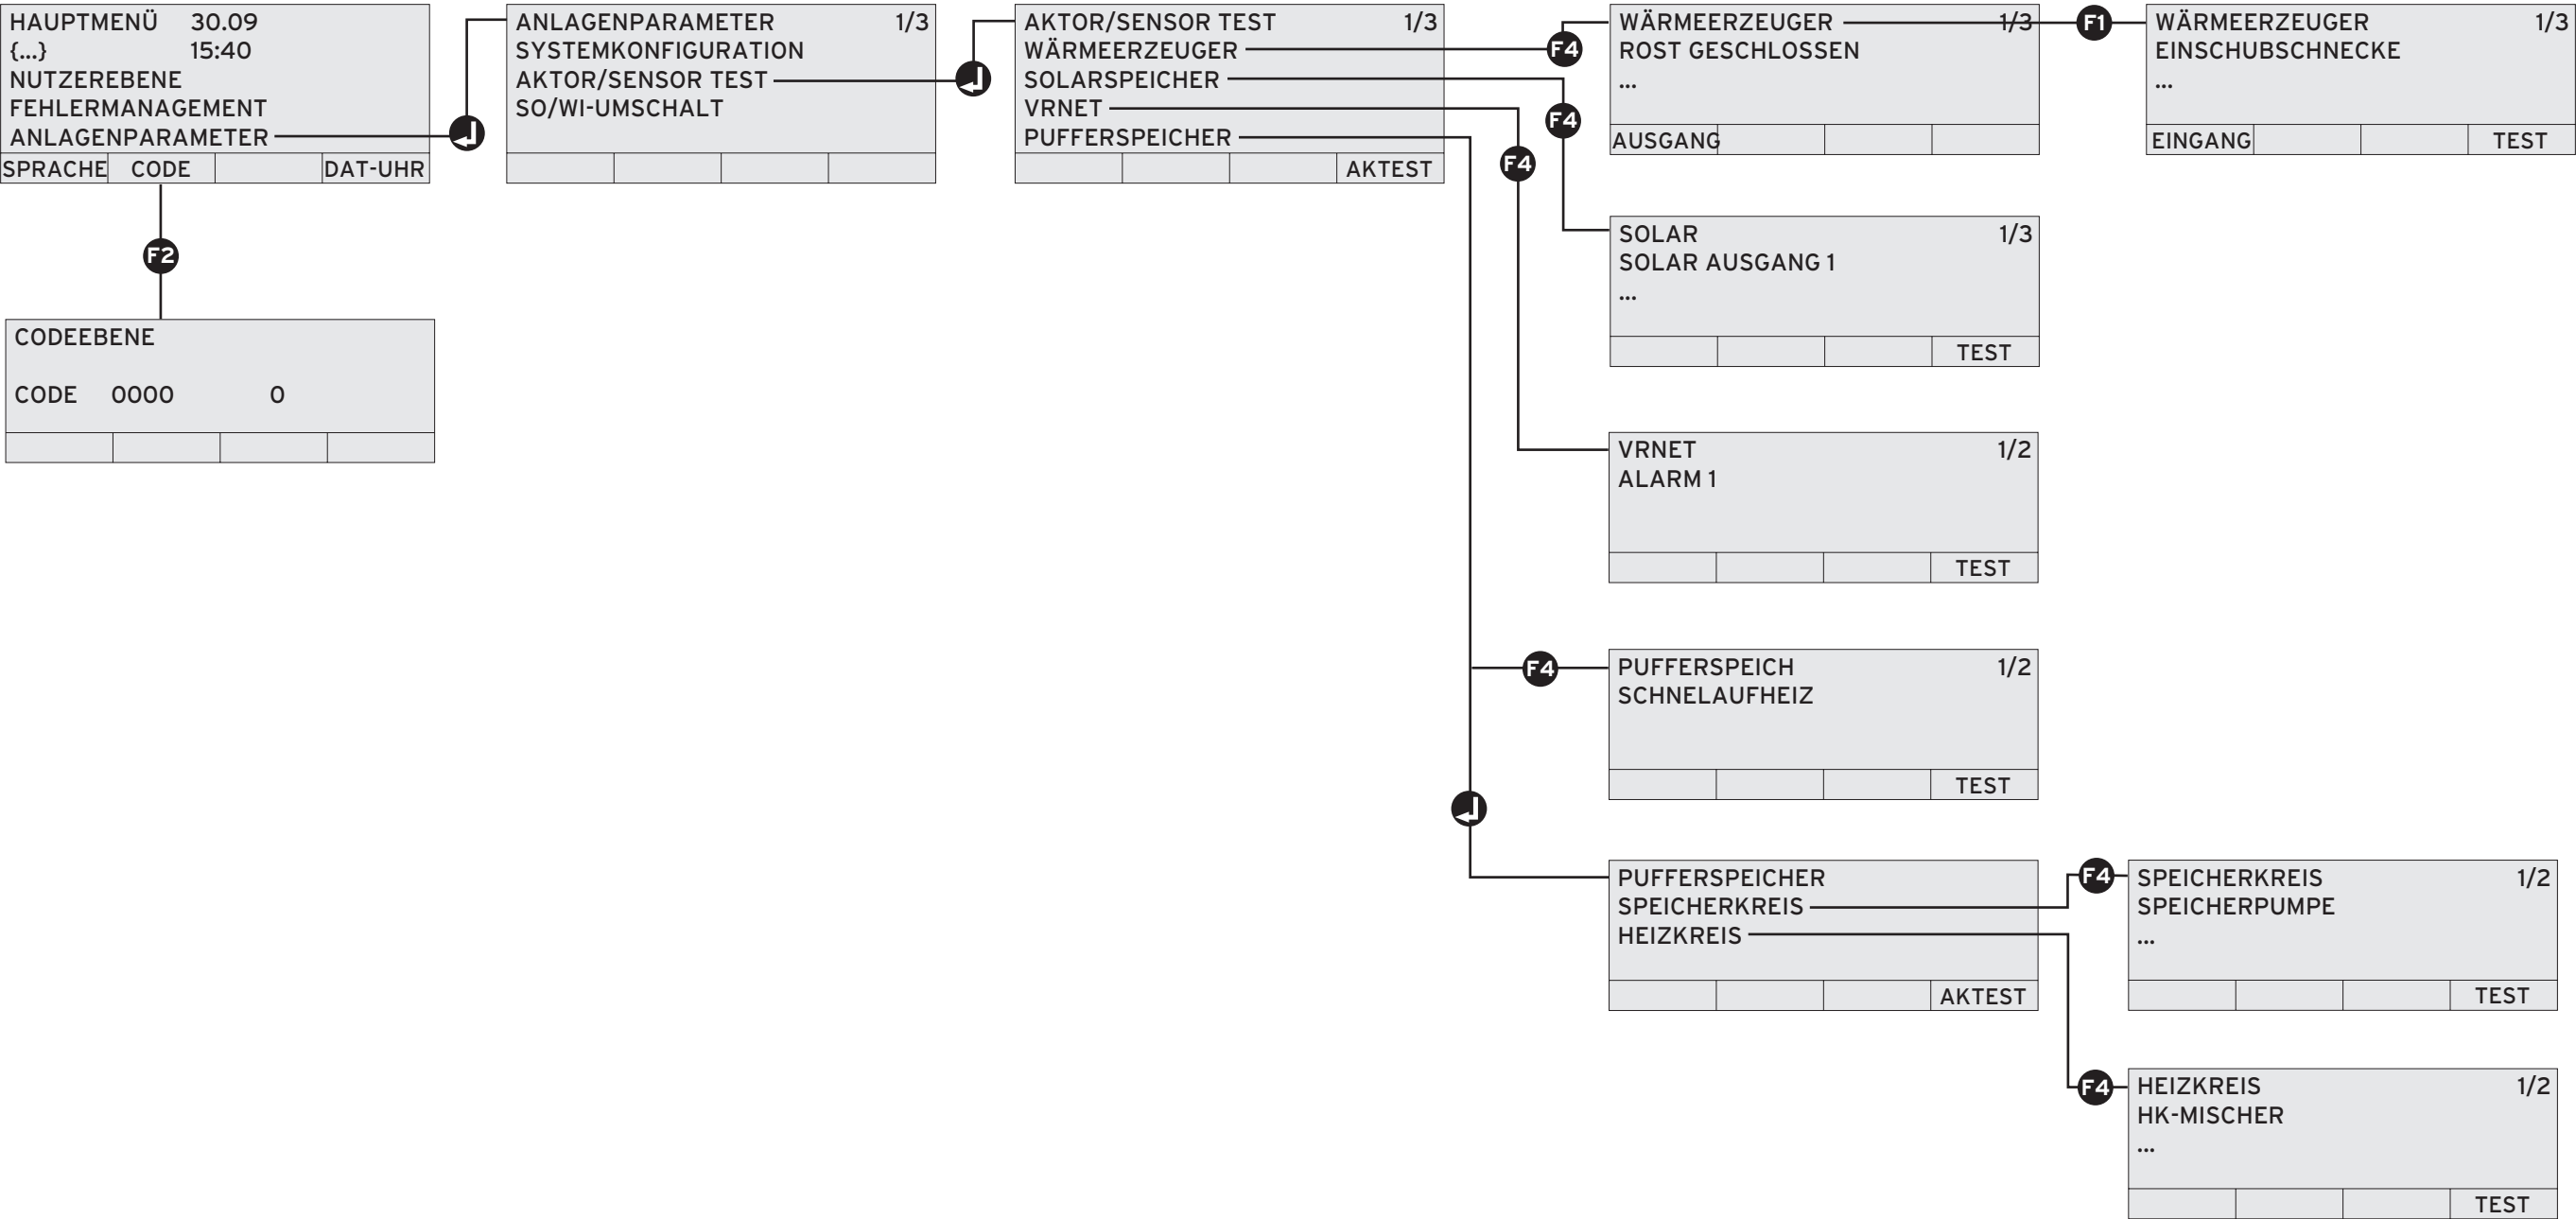 HAUPTMENÜ 30.09
{...} 15:40
NUTZEREBENE
FEHLERMANAGEMENT
ANLAGENPARAMETER
SPRACHE CODE DAT-UHR
F2
CODEEBENE
CODE 0000 0
ANLAGENPARAMETER 1/3
SYSTEMKONFIGURATION
AKTOR/SENSOR TEST
SO/WI-UMSCHALT
AKTOR/SENSOR TEST 1/3
WÄRMEERZEUGER
SOLARSPEICHER
VRNET
PUFFERSPEICHER
AKTEST
F4
F4
F4
WÄRMEERZEUGER 1/3
ROST GESCHLOSSEN
...
AUSGANG
F1
WÄRMEERZEUGER 1/3
EINSCHUBSCHNECKE
...
EINGANG TEST
SOLAR 1/3
SOLAR AUSGANG 1
...
TEST
VRNET 1/2
ALARM 1
TEST
F4
PUFFERSPEICH 1/2
SCHNELAUFHEIZ
TEST
PUFFERSPEICHER
SPEICHERKREIS
HEIZKREIS
AKTEST
F4
SPEICHERKREIS 1/2
SPEICHERPUMPE
...
TEST
F4
HEIZKREIS 1/2
HK-MISCHER
...
TEST